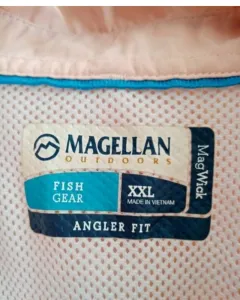 MAGELLAN
OUTDOORS
FISH
GEAR
XXL
MADE IN VIETNAM
MagWick
ANGLER FIT